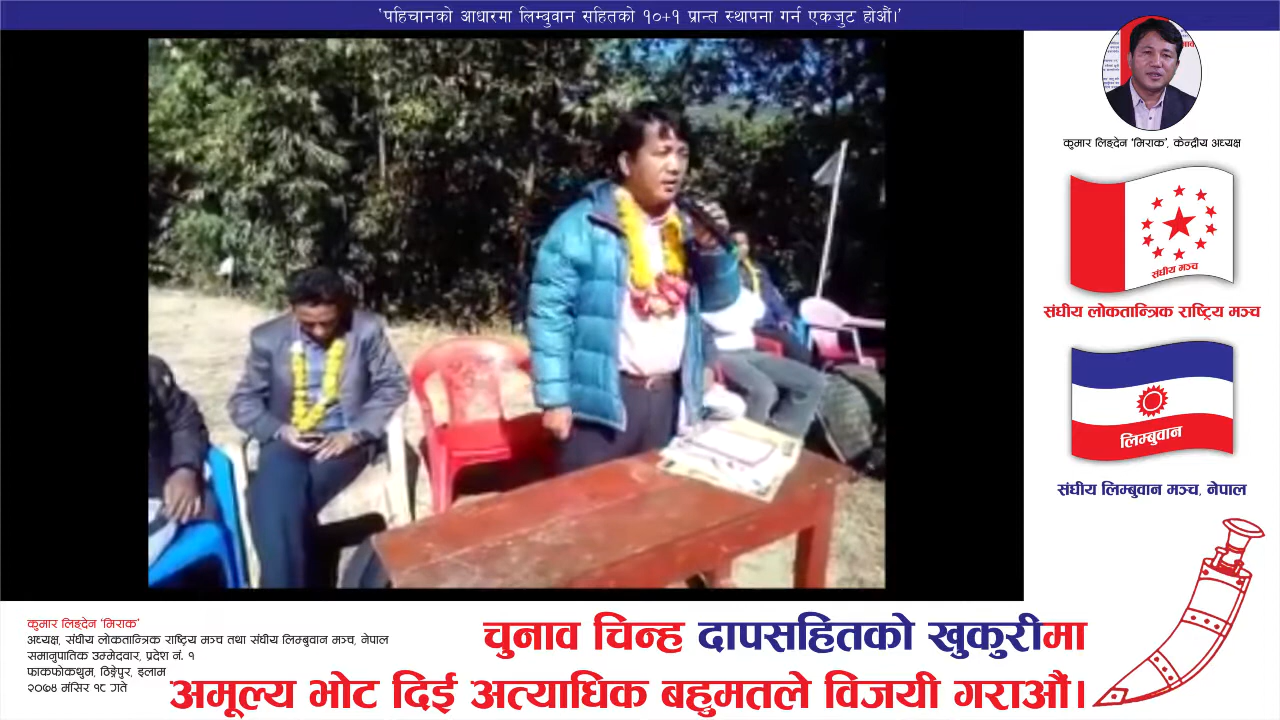 'पहिचानको आधारमा लिम्बुवान सहितको १०+१ प्रान्त स्थापना गर्न एकजुट होऔं।'
कुमार लिङ्देन 'मिराक', केन्द्रीय अध्यक्ष
संघीय मञ्च
संघीय लोकतान्त्रिक राष्ट्रिय मञ्च
लिम्बुवान
संघीय लिम्बुवान मञ्च, नेपाल
कुमार लिङ्देन 'मिराक'
अध्यक्ष, संघीय लोकतान्त्रिक राष्ट्रिय मञ्च तथा संघीय लिम्बुवान मञ्च, नेपाल
समानुपातिक उम्मेदवार, प्रदेश नं. १
फाकफोकथुम, ठिङ्गेपुर, इलाम
२०७४ मंसिर १८ गते
चुनाव चिन्ह दापसहितको खुकुरीमा
अमूल्य भोट दिई अत्याधिक बहुमतले विजयी गराऔं।